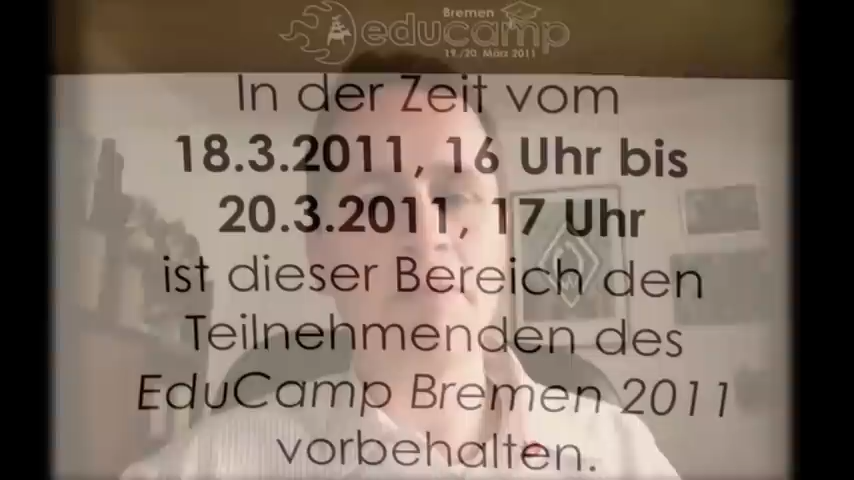 Bremen
educamp
19./20. März 2011
In der Zeit vom
18.3.2011, 16 Uhr bis
20.3.2011, 17 Uhr
ist dieser Bereich den
Teilnehmenden des
EduCamp Bremen 2011
vorbehalten.